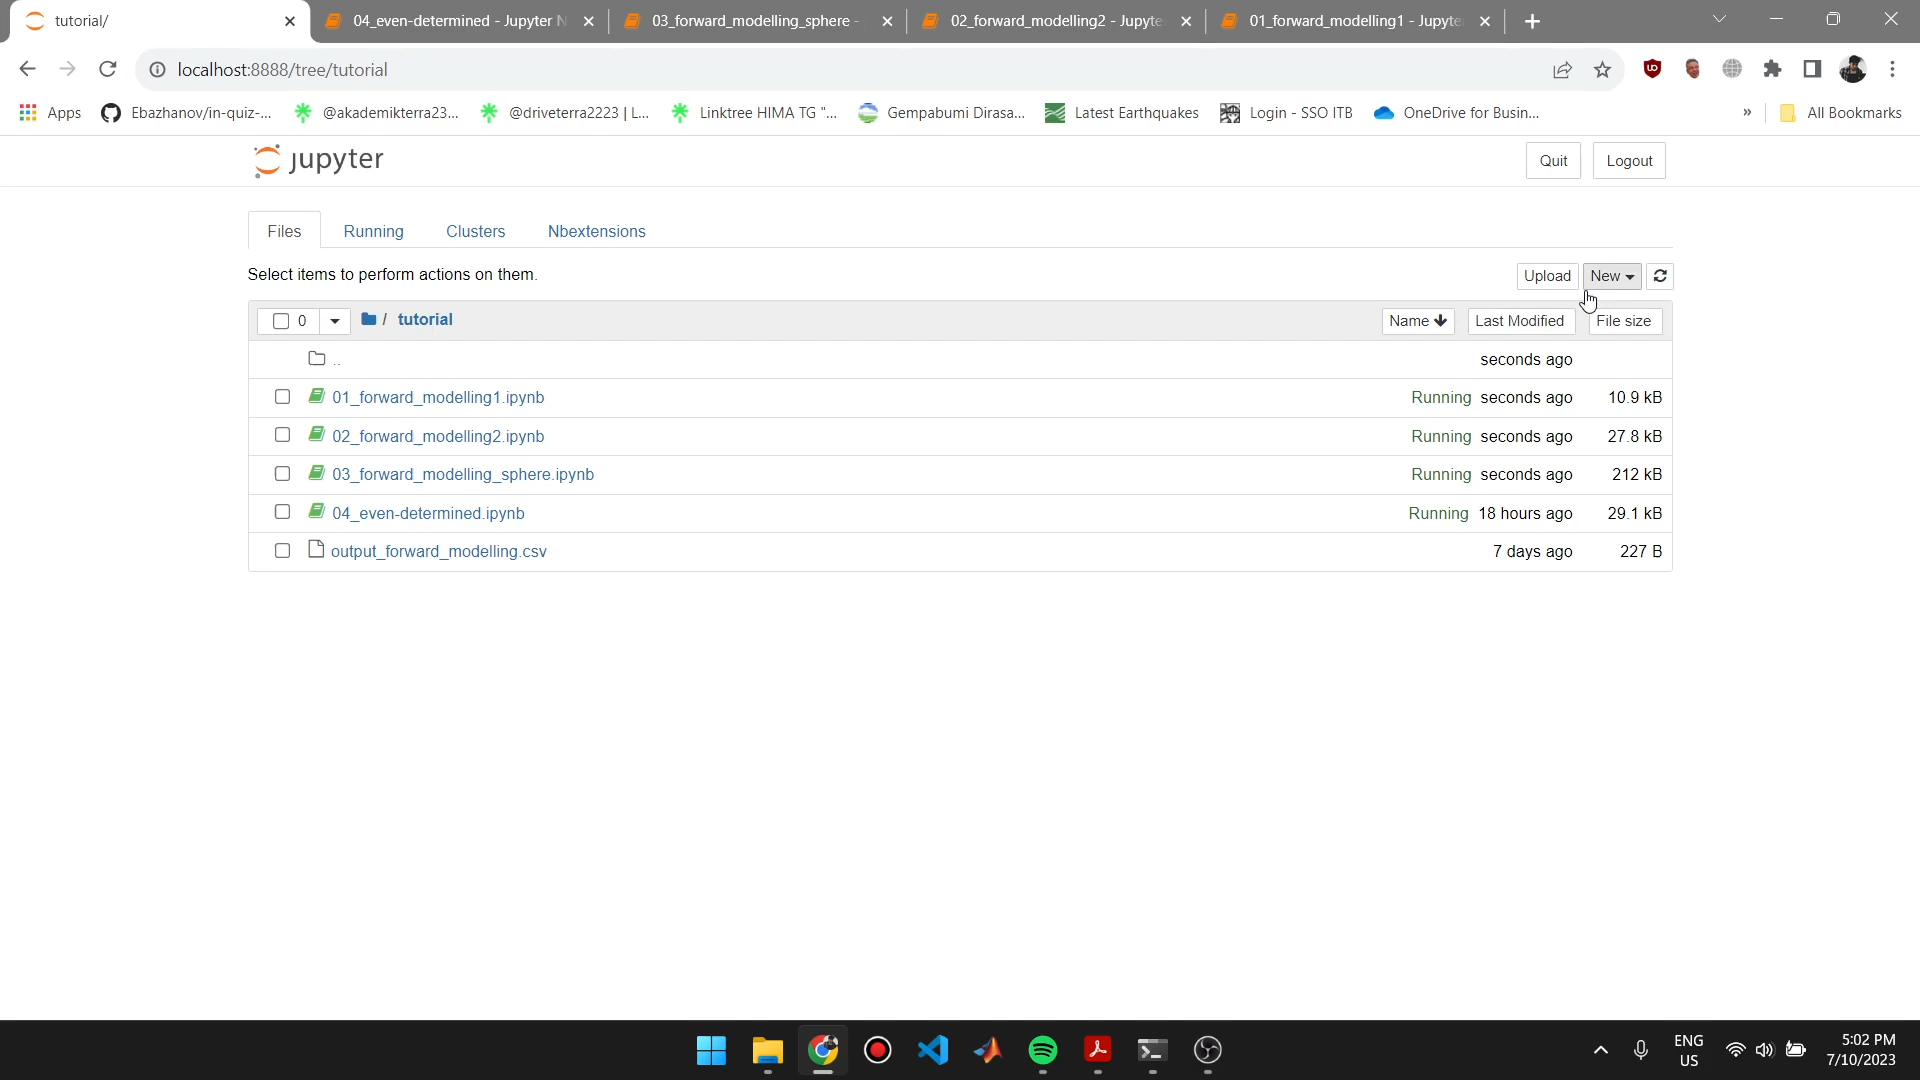 tutorial/
04_even-determined - Jupyter N
03_forward_modelling_sphere -
02_forward_modelling2 - Jupyte
01_forward_modelling1 - Jupyte
localhost:8888/tree/tutorial
Apps
Ebazhanov/in-quiz-...
@akademikterra23...
@driveterra2223 | L...
Linktree HIMA TG "...
Gempabumi Dirasa...
Latest Earthquakes
Login - SSO ITB
OneDrive for Busin...
»
All Bookmarks
jupyter
Quit
Logout
Files
Running
Clusters
Nbextensions
Select items to perform actions on them.
Upload
New
0
/ tutorial
Name
Last Modified
File size
..
seconds ago
01_forward_modelling1.ipynb
Running seconds ago 10.9 kB
02_forward_modelling2.ipynb
Running seconds ago 27.8 kB
03_forward_modelling_sphere.ipynb
Running seconds ago 212 kB
04_even-determined.ipynb
Running 18 hours ago 29.1 kB
output_forward_modelling.csv
7 days ago 227 B
ENG
US
5:02 PM
7/10/2023